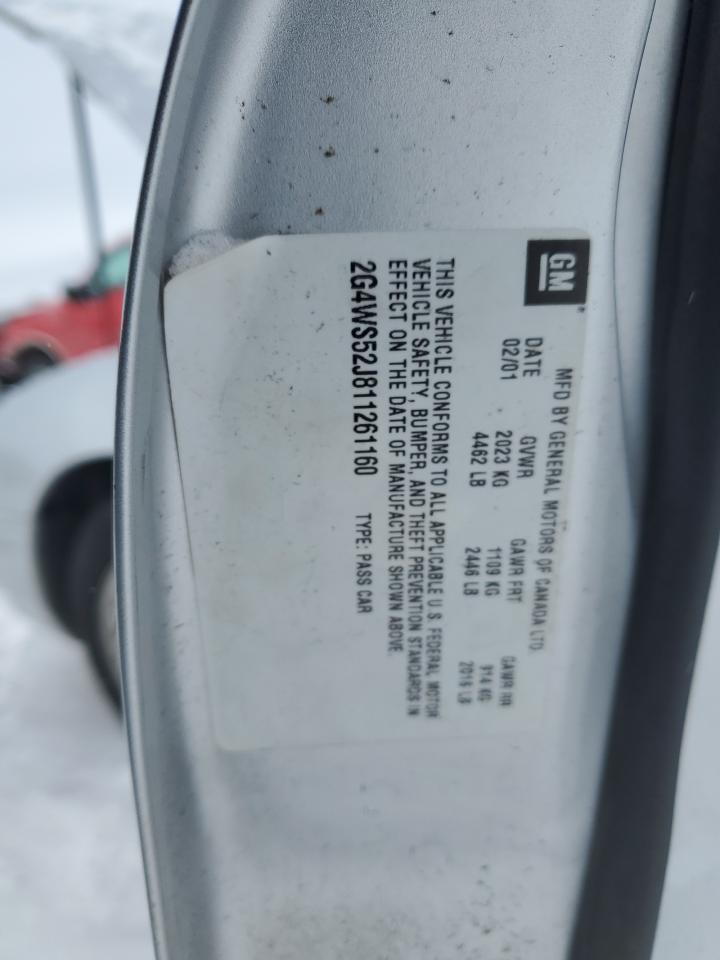 GM
MFD BY GENERAL MOTORS OF CANADA LTD.
DATE GVWR GAWR FRT GAWR RR
02/01 2023 KG 1109 KG 914 KG
4462 LB 2446 LB 2016 LB
THIS VEHICLE CONFORMS TO ALL APPLICABLE U.S. FEDERAL MOTOR
VEHICLE SAFETY, BUMPER, AND THEFT PREVENTION STANDARDS IN
EFFECT ON THE DATE OF MANUFACTURE SHOWN ABOVE.
2G4WS52J811261160 TYPE: PASS CAR